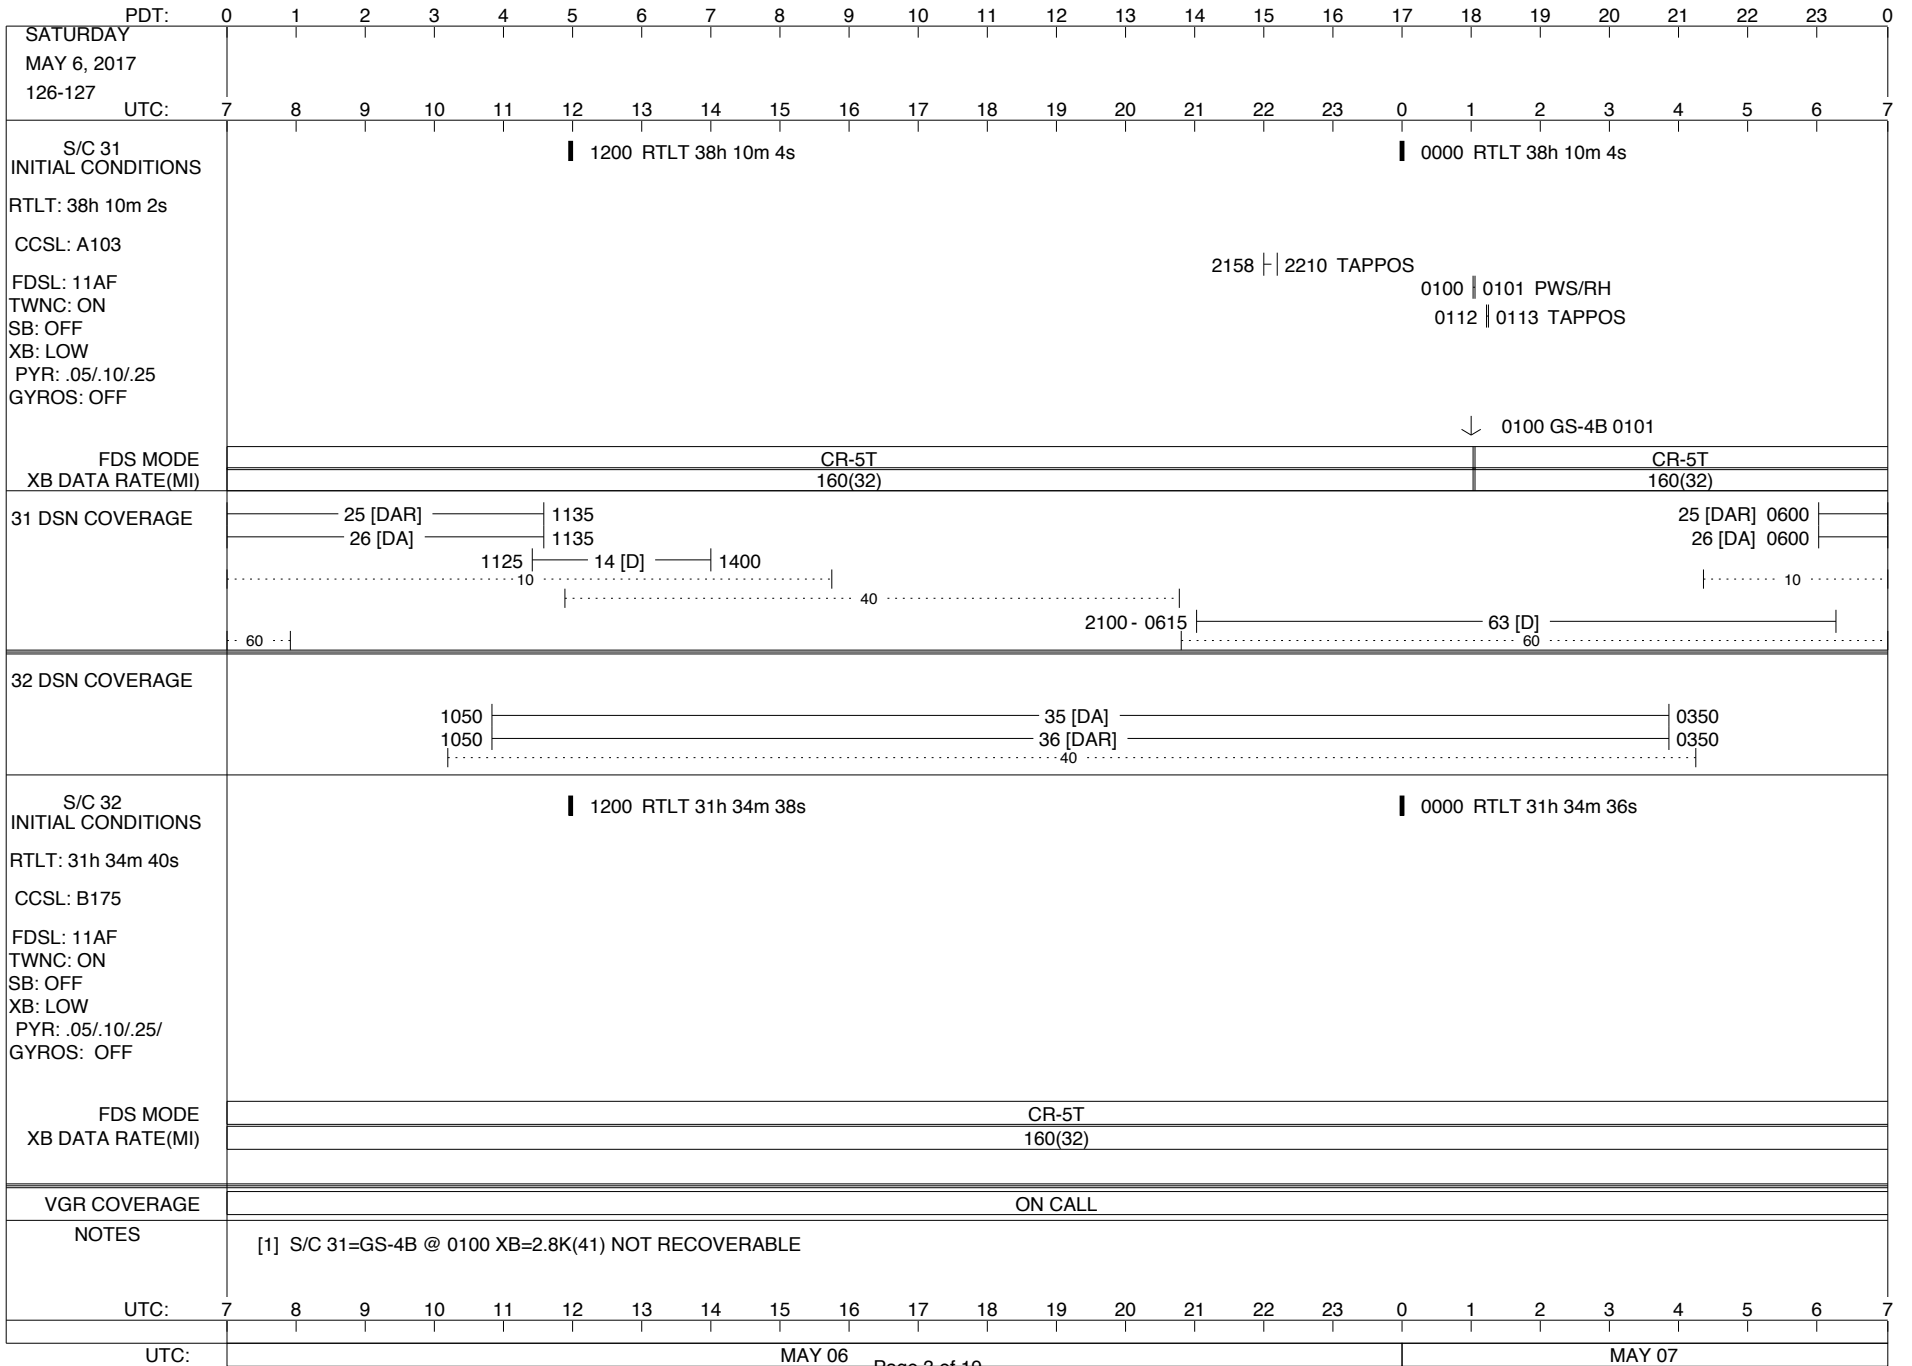 PDT: 0 1 2 3 4 5 6 7 8 9 10 11 12 13 14 15 16 17 18 19 20 21 22 23 0
SATURDAY
MAY 6, 2017
126-127
UTC: 7 8 9 10 11 12 13 14 15 16 17 18 19 20 21 22 23 0 1 2 3 4 5 6 7
S/C 31
INITIAL CONDITIONS
1200 RTLT 38h 10m 4s
0000 RTLT 38h 10m 4s
RTLT: 38h 10m 2s
CCSL: A103
2158 2210 TAPPOS
FDSL: 11AF
0100 0101 PWS/RH
TWNC: ON
0112 0113 TAPPOS
SB: OFF
XB: LOW
PYR: .05/.10/.25
GYROS: OFF
0100 GS-4B 0101
FDS MODE CR-5T CR-5T
XB DATA RATE(MI) 160(32) 160(32)
31 DSN COVERAGE
25 [DAR] 1135 25 [DAR] 0600
26 [DA] 1135 26 [DA] 0600
1125 14 [D] 1400
10 10
40
2100 - 0615 63 [D]
60 60
32 DSN COVERAGE
1050 35 [DA] 0350
1050 36 [DAR] 0350
40
S/C 32
INITIAL CONDITIONS
1200 RTLT 31h 34m 38s
0000 RTLT 31h 34m 36s
RTLT: 31h 34m 40s
CCSL: B175
FDSL: 11AF
TWNC: ON
SB: OFF
XB: LOW
PYR: .05/.10/.25/
GYROS: OFF
FDS MODE CR-5T
XB DATA RATE(MI) 160(32)
VGR COVERAGE ON CALL
NOTES
[1] S/C 31=GS-4B @ 0100 XB=2.8K(41) NOT RECOVERABLE
UTC: 7 8 9 10 11 12 13 14 15 16 17 18 19 20 21 22 23 0 1 2 3 4 5 6 7
UTC: MAY 06 MAY 07